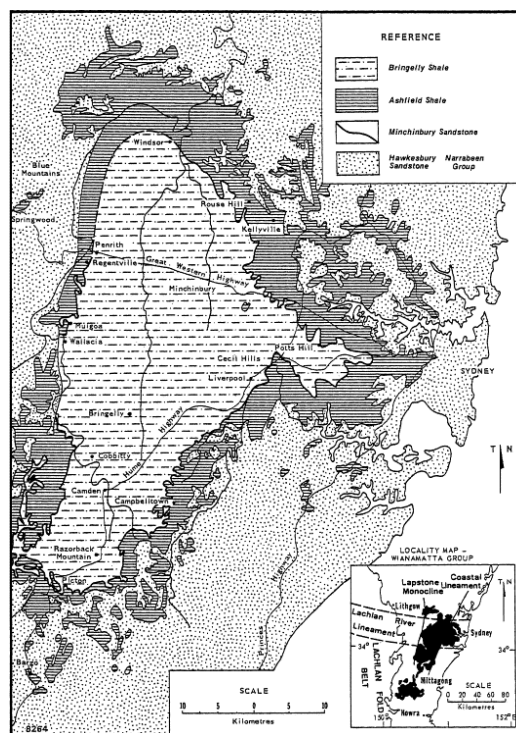 REFERENCE
Bringelly Shale
Ashfield Shale
Minchinbury Sandstone
Hawkesbury Narrabeen
Sandstone Group
Windsor
Blue
Mountains
Rouse Hill
Springwood
Kellyville
Penrith
Regentville
Great Western Highway
Minchinbury
Mulgoa
Wallacia
Potts Hill
Cecil Hills
SYDNEY
Liverpool
Bringelly
Hume Highway
Cobbitty
T N
Camden
Campbelltown
Razorback
Mountain
Picton
Bargo
Princes Highway
LOCALITY MAP -
WIANAMATTA GROUP
Lapstone
Monocline
Coastal
Lineament
T N
Lithgow
Lachlan River
Lineament
Sydney
34°
34°
LACHLAN FOLD
BELT
Mittagong
SCALE
0 20 40 60 80
Kilometres
Nowra
150°
152°E
SCALE
10 5 0 5 10
Kilometres
8264